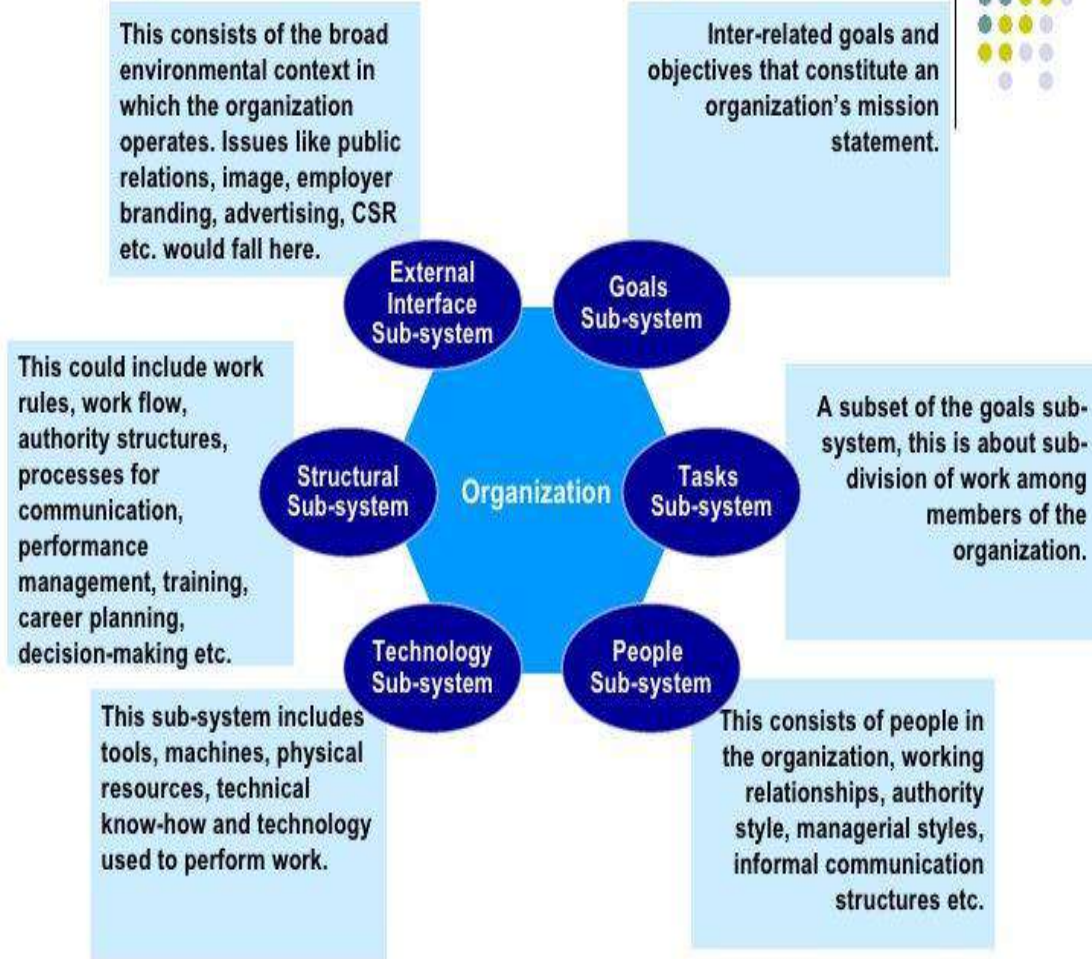 This consists of the broad
environmental context in
which the organization
operates. Issues like public
relations, image, employer
branding, advertising, CSR
etc. would fall here.
Inter-related goals and
objectives that constitute an
organization's mission
statement.
External
Interface
Sub-system
Goals
Sub-system
This could include work
rules, work flow,
authority structures,
processes for
communication,
performance
management, training,
career planning,
decision-making etc.
Structural
Sub-system
Organization
Tasks
Sub-system
A subset of the goals sub-
system, this is about sub-
division of work among
members of the
organization.
Technology
Sub-system
People
Sub-system
This sub-system includes
tools, machines, physical
resources, technical
know-how and technology
used to perform work.
This consists of people in
the organization, working
relationships, authority
style, managerial styles,
informal communication
structures etc.